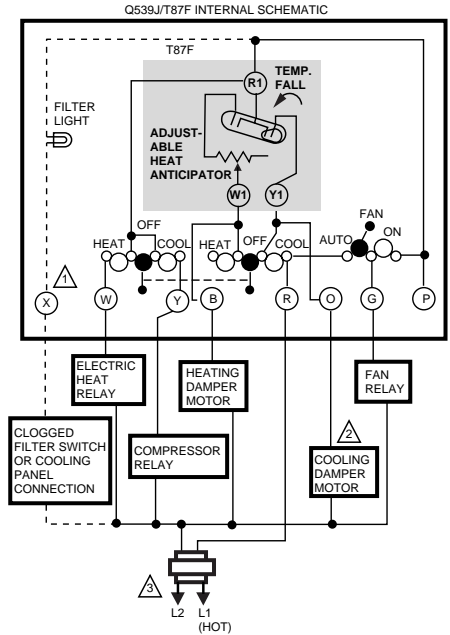 Q539J/T87F INTERNAL SCHEMATIC
T87F
R1
TEMP.
FALL
FILTER
LIGHT
ADJUST-
ABLE
HEAT
ANTICIPATOR
W1
Y1
OFF
HEAT
COOL
HEAT
OFF
COOL
AUTO
FAN
ON
1
X
W
Y
B
R
O
G
P
ELECTRIC
HEAT
RELAY
HEATING
DAMPER
MOTOR
FAN
RELAY
CLOGGED
FILTER SWITCH
OR COOLING
PANEL
CONNECTION
COMPRESSOR
RELAY
2
COOLING
DAMPER
MOTOR
3
L2
L1
(HOT)